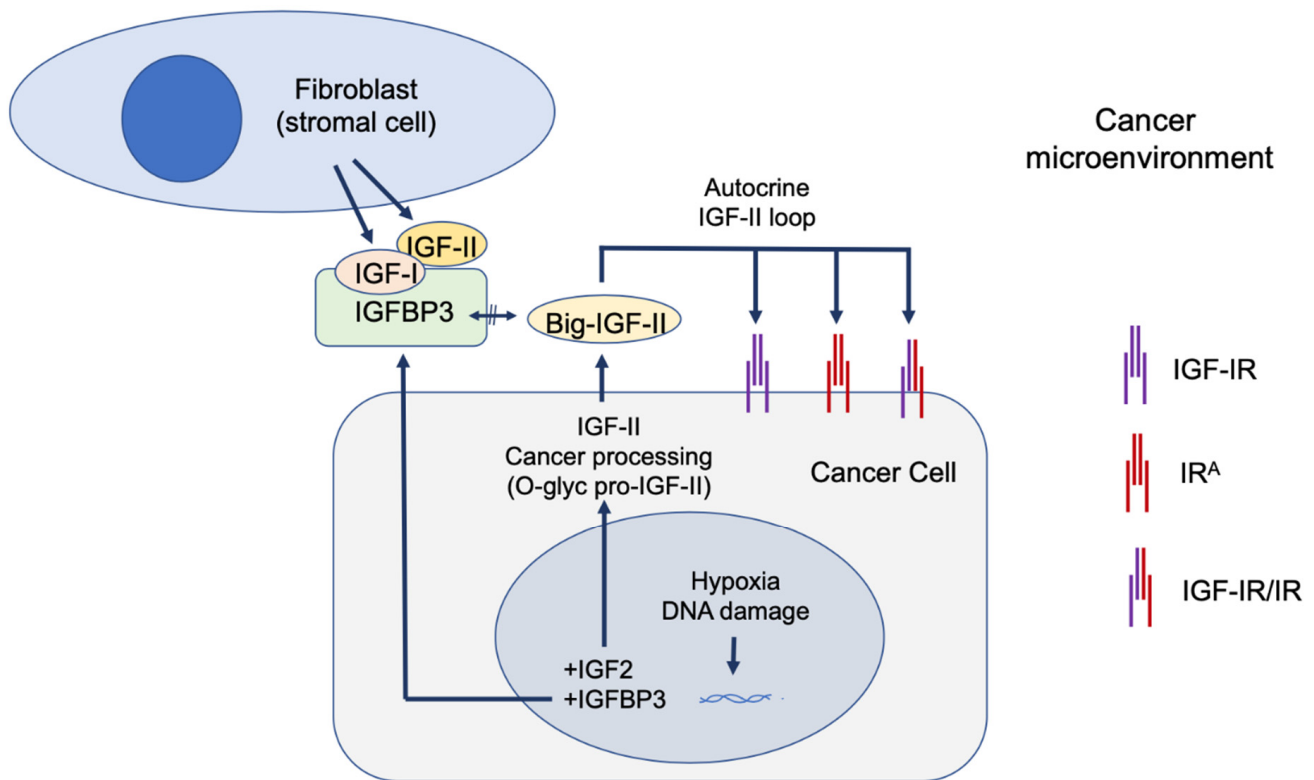 Fibroblast
(stromal cell)
Cancer
microenvironment
Autocrine
IGF-II loop
IGF-II
IGF-I
IGFBP3
Big-IGF-II
IGF-IR
IGF-II
Cancer processing
(O-glyc pro-IGF-II)
Cancer Cell
IRᴬ
Hypoxia
DNA damage
IGF-IR/IR
+IGF2
+IGFBP3